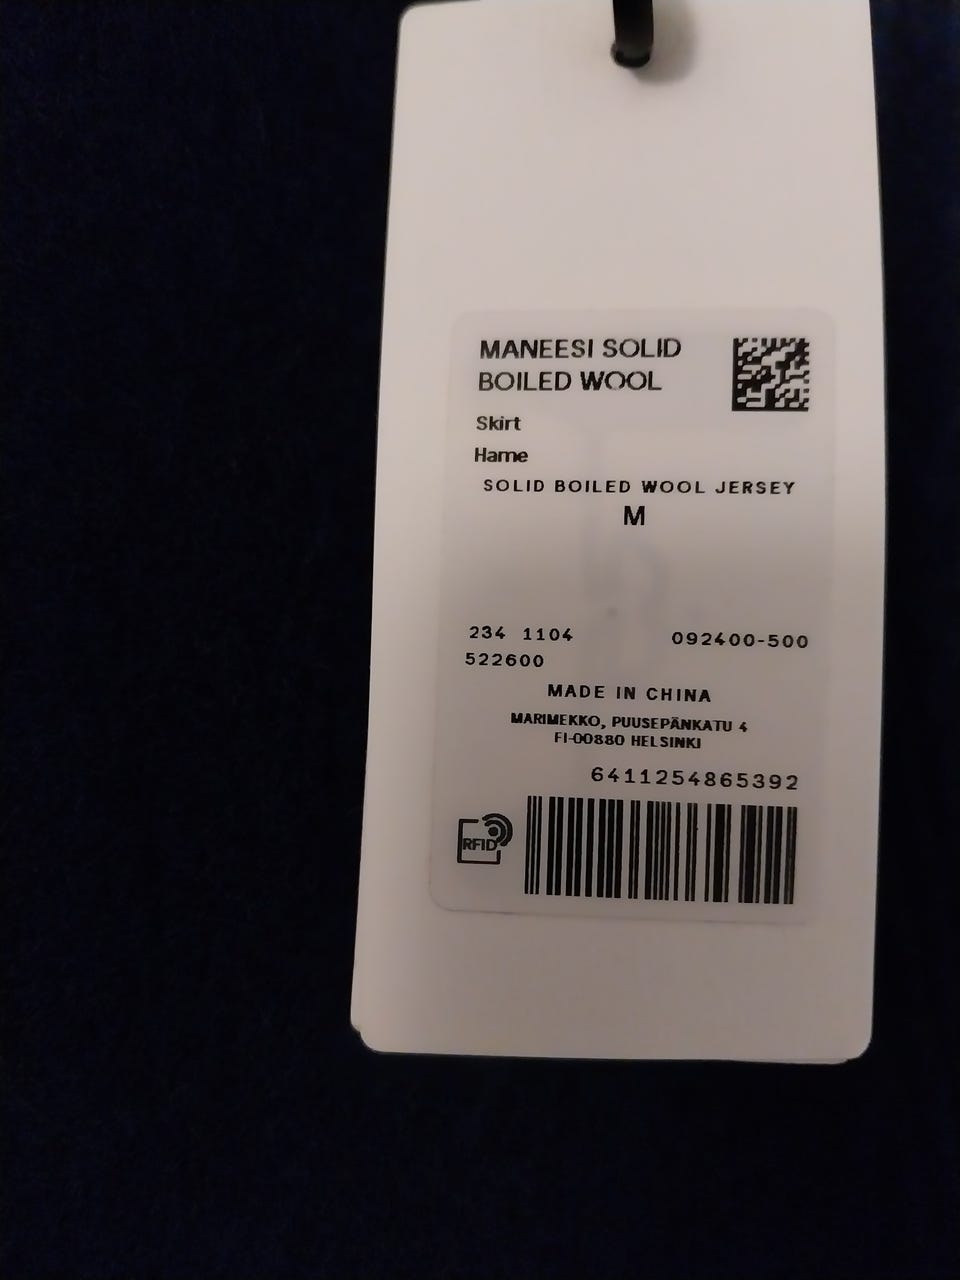 MANEESI SOLID
BOILED WOOL
Skirt
Hame
SOLID BOILED WOOL JERSEY
M
234 1104
092400-500
522600
MADE IN CHINA
MARIMEKKO, PUUSEPÄNKATU 4
FI-00880 HELSINKI
6411254865392
RFID